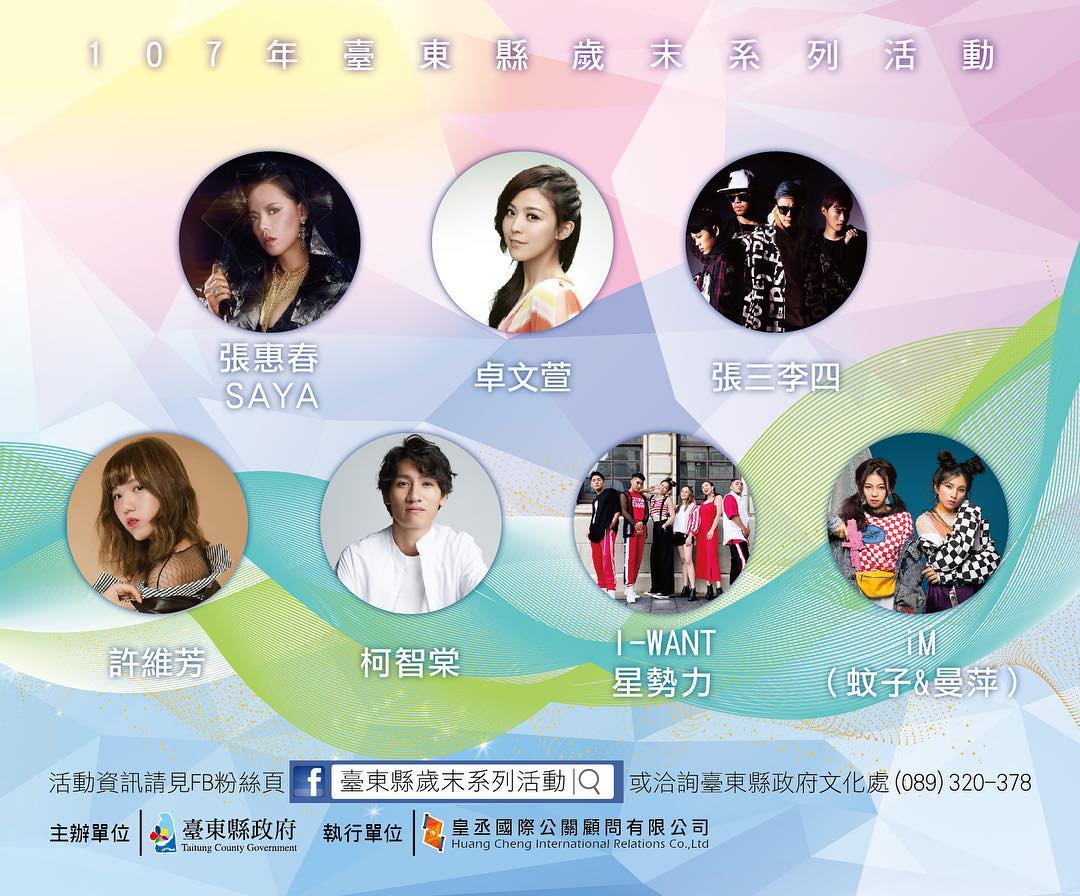 107年臺東縣歲末系列活動
張惠春
SAYA
卓文萱
張三李四
許維芳
柯智棠
I-WANT
星勢力
iM
（蚊子&曼萍）
活動資訊請見FB粉絲頁 f 臺東縣歲末系列活動 或洽詢臺東縣政府文化處(089)320-378
主辦單位 臺東縣政府 執行單位 皇丞國際公關顧問有限公司
Taitung County Government Huang Cheng International Relations Co.,Ltd